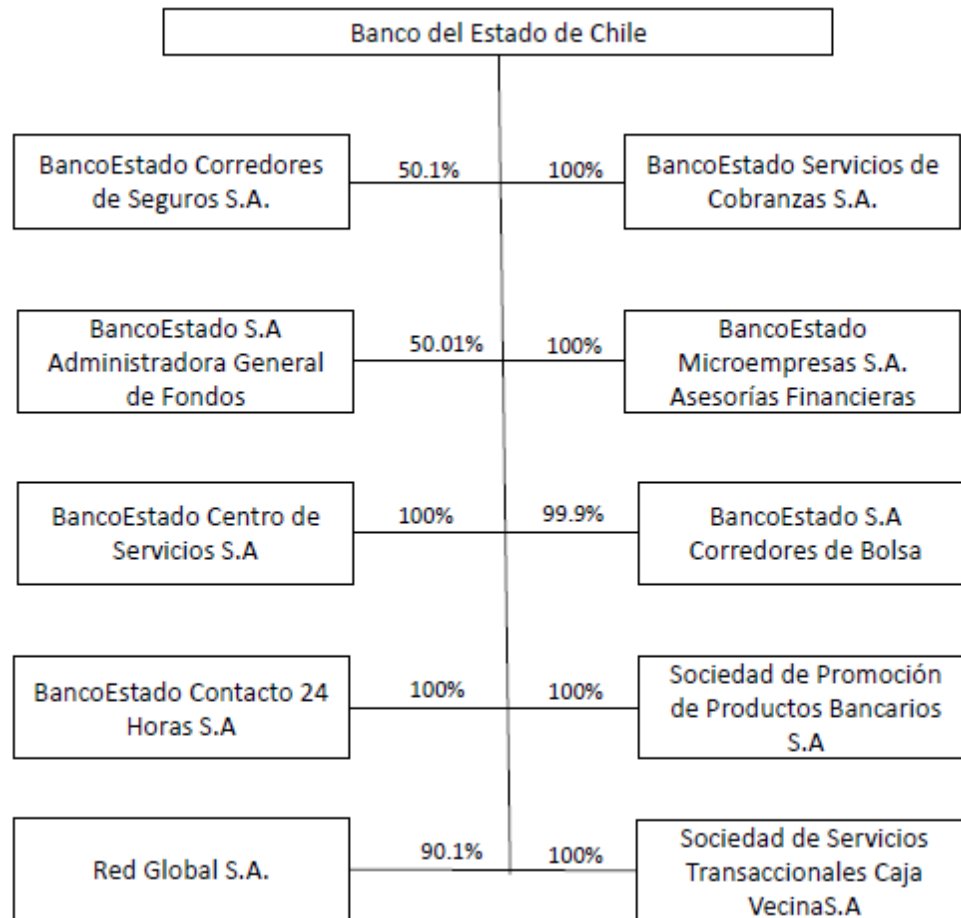 Banco del Estado de Chile
BancoEstado Corredores
de Seguros S.A.
50.1%
100%
BancoEstado Servicios de
Cobranzas S.A.
BancoEstado S.A
Administradora General
de Fondos
50.01%
100%
BancoEstado
Microempresas S.A.
Asesorías Financieras
BancoEstado Centro de
Servicios S.A
100%
99.9%
BancoEstado S.A
Corredores de Bolsa
BancoEstado Contacto 24
Horas S.A
100%
100%
Sociedad de Promoción
de Productos Bancarios
S.A
Red Global S.A.
90.1%
100%
Sociedad de Servicios
Transaccionales Caja
VecinaS.A